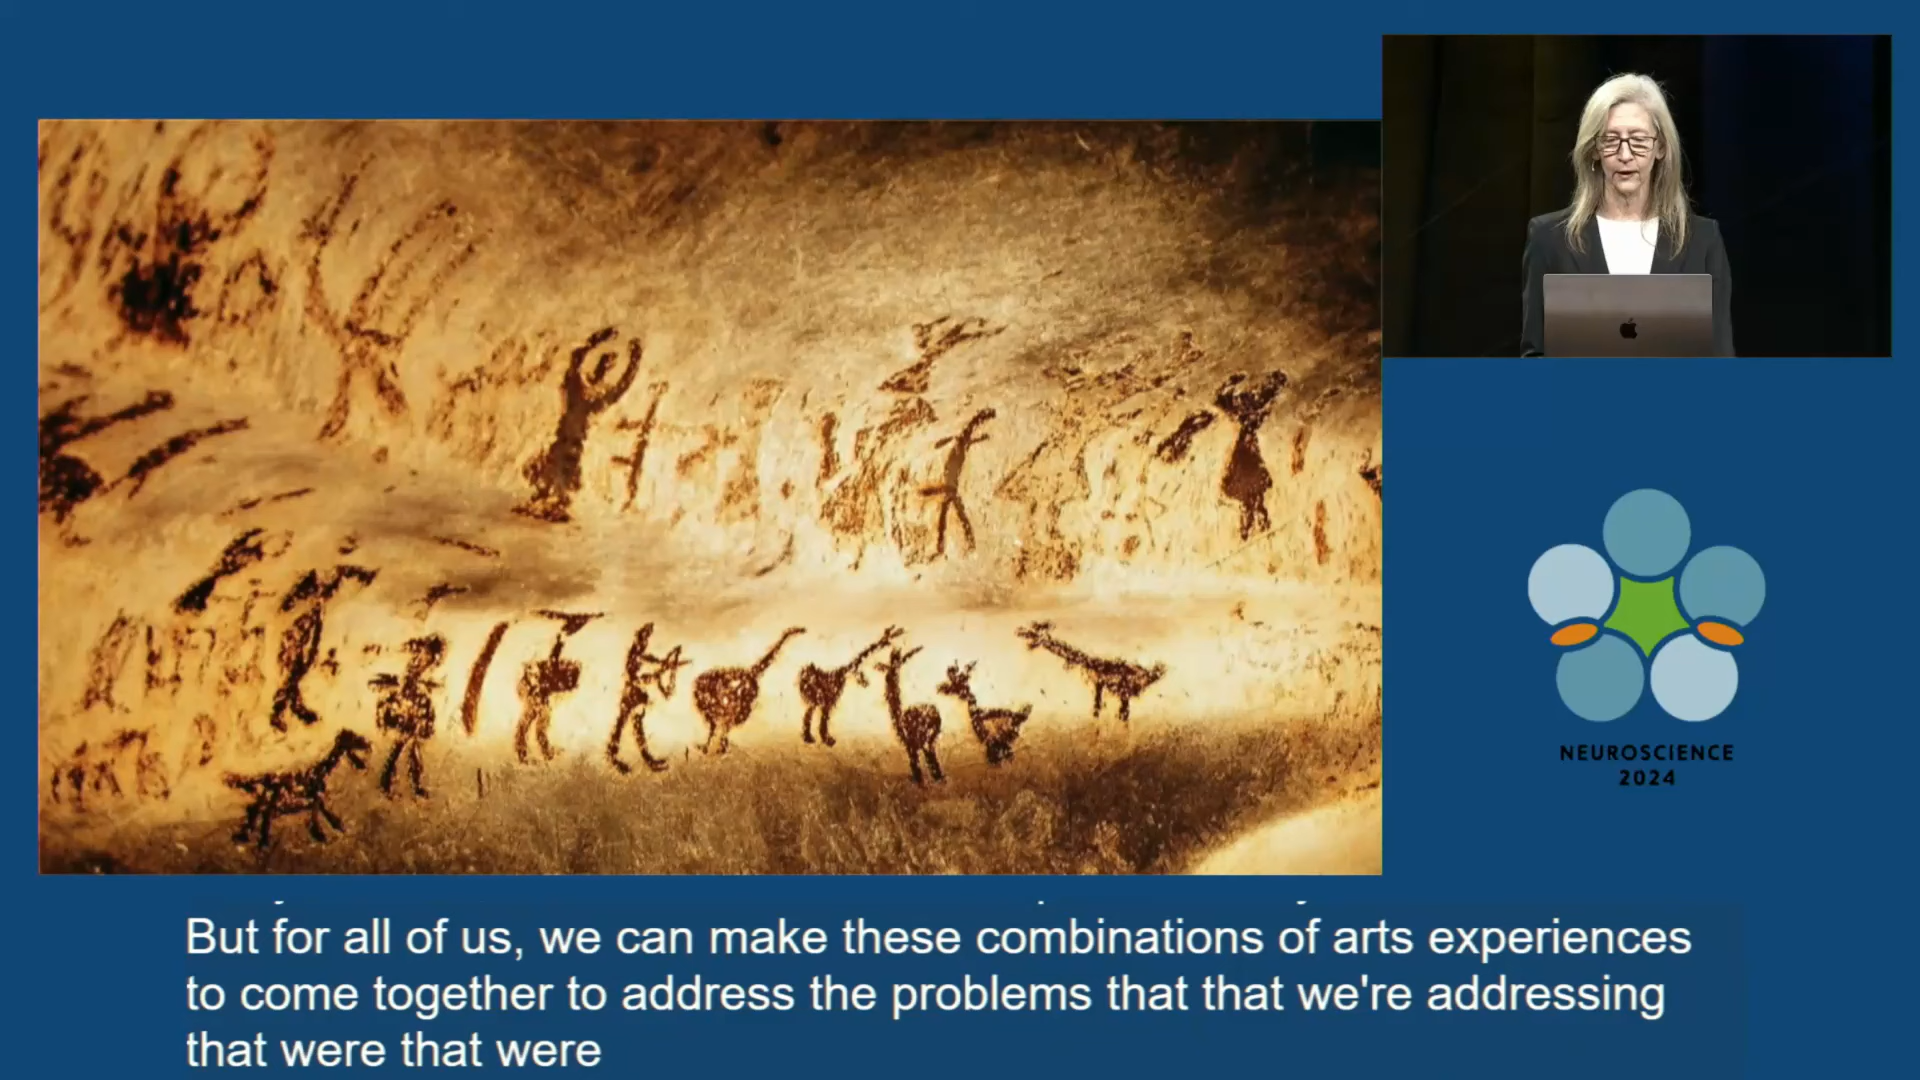 NEUROSCIENCE
2024
But for all of us, we can make these combinations of arts experiences
to come together to address the problems that that we're addressing
that were that were